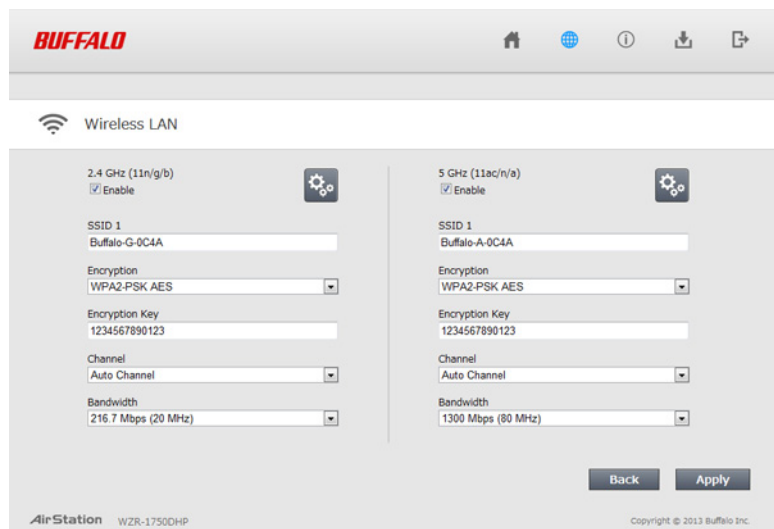 BUFFALO
Wireless LAN
2.4 GHz (11n/g/b)
Enable
SSID 1
Buffalo-G-0C4A
Encryption
WPA2-PSK AES
Encryption Key
1234567890123
Channel
Auto Channel
Bandwidth
216.7 Mbps (20 MHz)
5 GHz (11ac/n/a)
Enable
SSID 1
Buffalo-A-0C4A
Encryption
WPA2-PSK AES
Encryption Key
1234567890123
Channel
Auto Channel
Bandwidth
1300 Mbps (80 MHz)
Back
Apply
AirStation WZR-1750DHP
Copyright © 2013 Buffalo Inc.